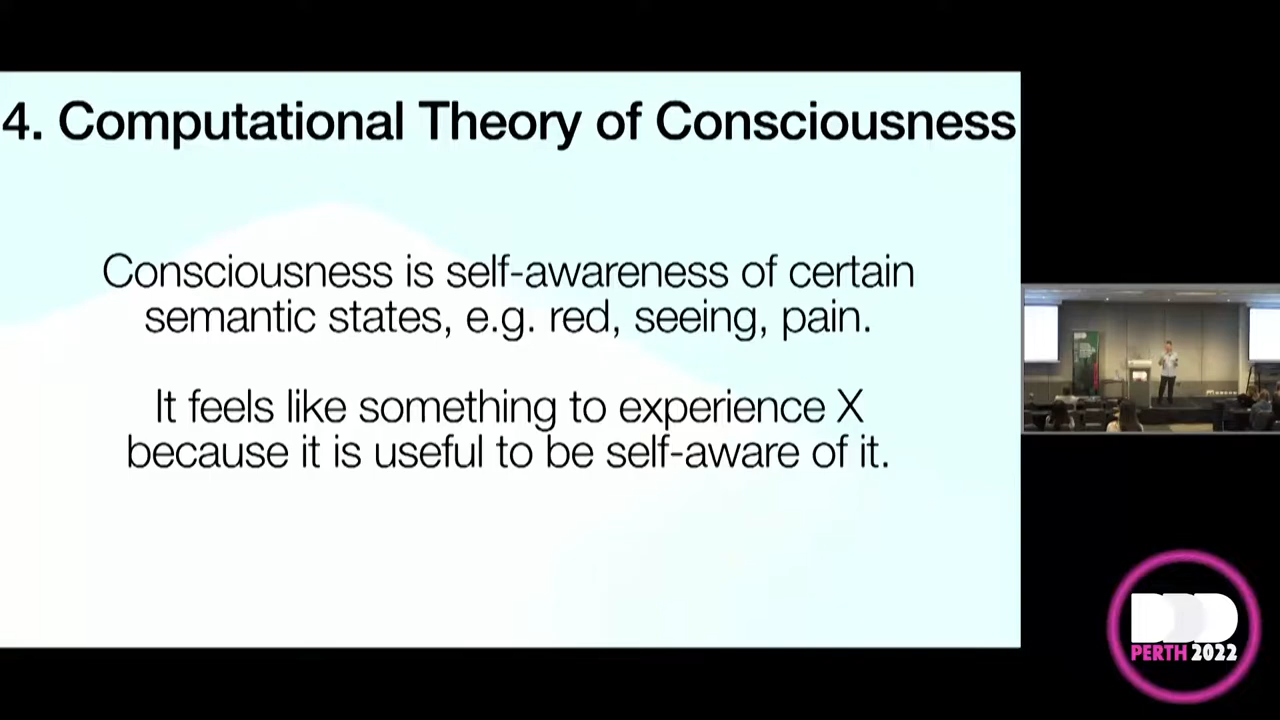 4. Computational Theory of Consciousness
Consciousness is self-awareness of certain
semantic states, e.g. red, seeing, pain.
It feels like something to experience X
because it is useful to be self-aware of it.
DDD
PERTH 2022